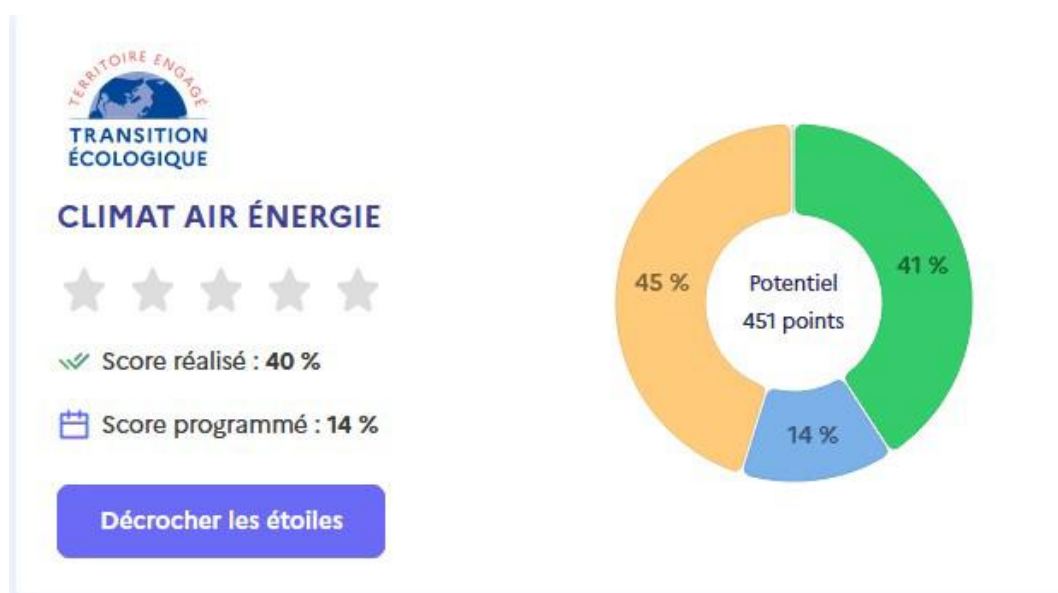 TERRITOIRE ENGAGÉ
TRANSITION
ÉCOLOGIQUE
CLIMAT AIR ÉNERGIE
Score réalisé : 40 %
Score programmé : 14 %
Décrocher les étoiles
45 %
Potentiel
451 points
41 %
14 %